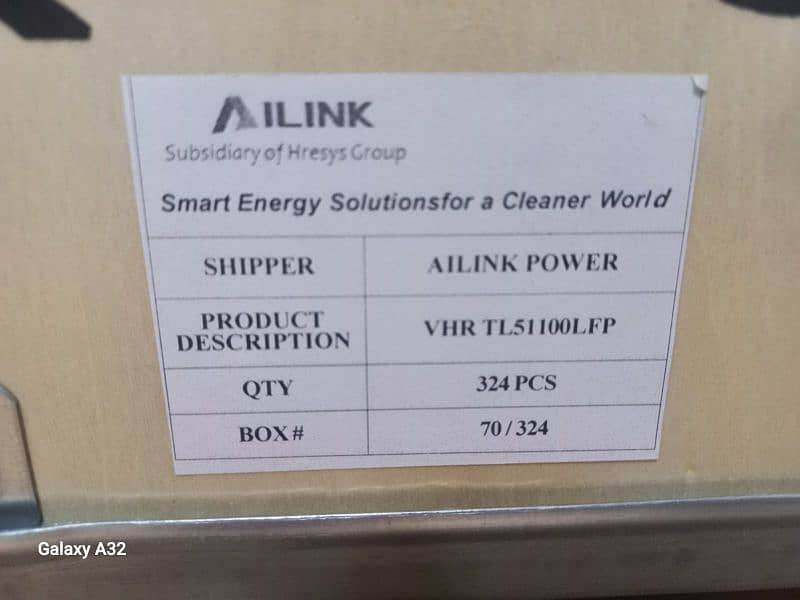 AILINK
Subsidiary of Hresys Group
Smart Energy Solutionsfor a Cleaner World
SHIPPER AILINK POWER
PRODUCT DESCRIPTION VHR TL51100LFP
QTY 324 PCS
BOX # 70 / 324
Galaxy A32